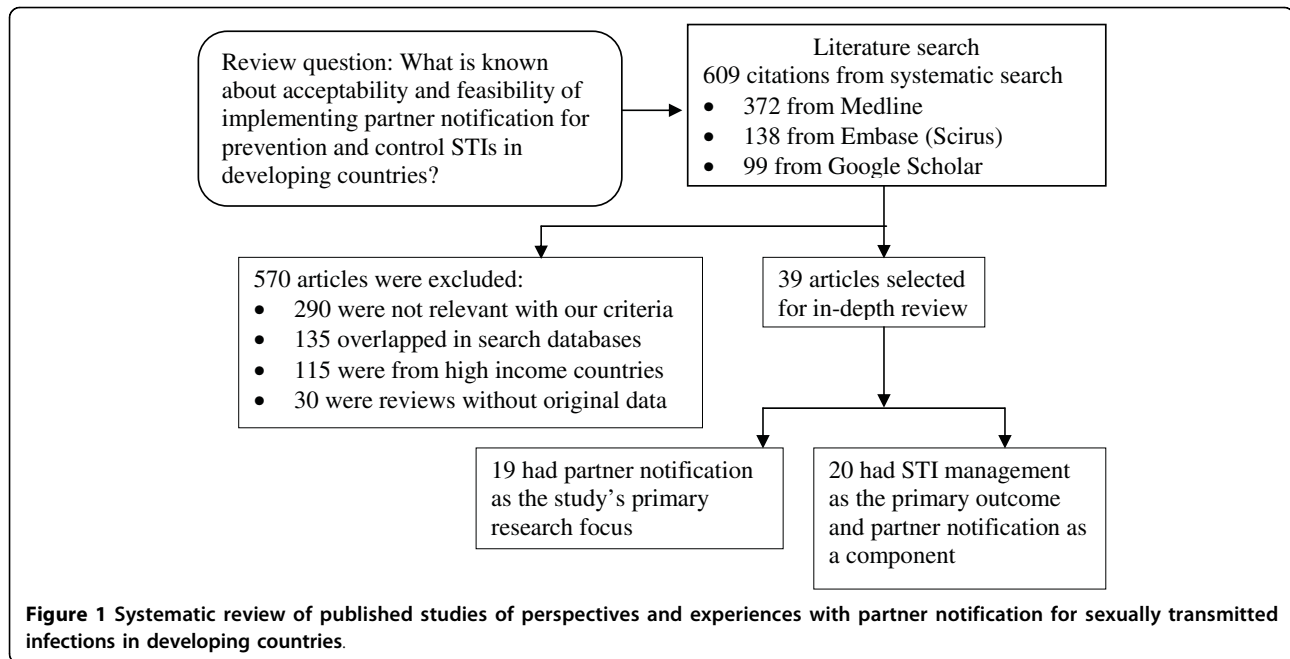 Review question: What is known
about acceptability and feasibility of
implementing partner notification for
prevention and control STIs in
developing countries?
Literature search
609 citations from systematic search
• 372 from Medline
• 138 from Embase (Scirus)
• 99 from Google Scholar
570 articles were excluded:
• 290 were not relevant with our criteria
• 135 overlapped in search databases
• 115 were from high income countries
• 30 were reviews without original data
39 articles selected
for in-depth review
19 had partner notification
as the study’s primary
research focus
20 had STI management
as the primary outcome
and partner notification as
a component
Figure 1 Systematic review of published studies of perspectives and experiences with partner notification for sexually transmitted
infections in developing countries.